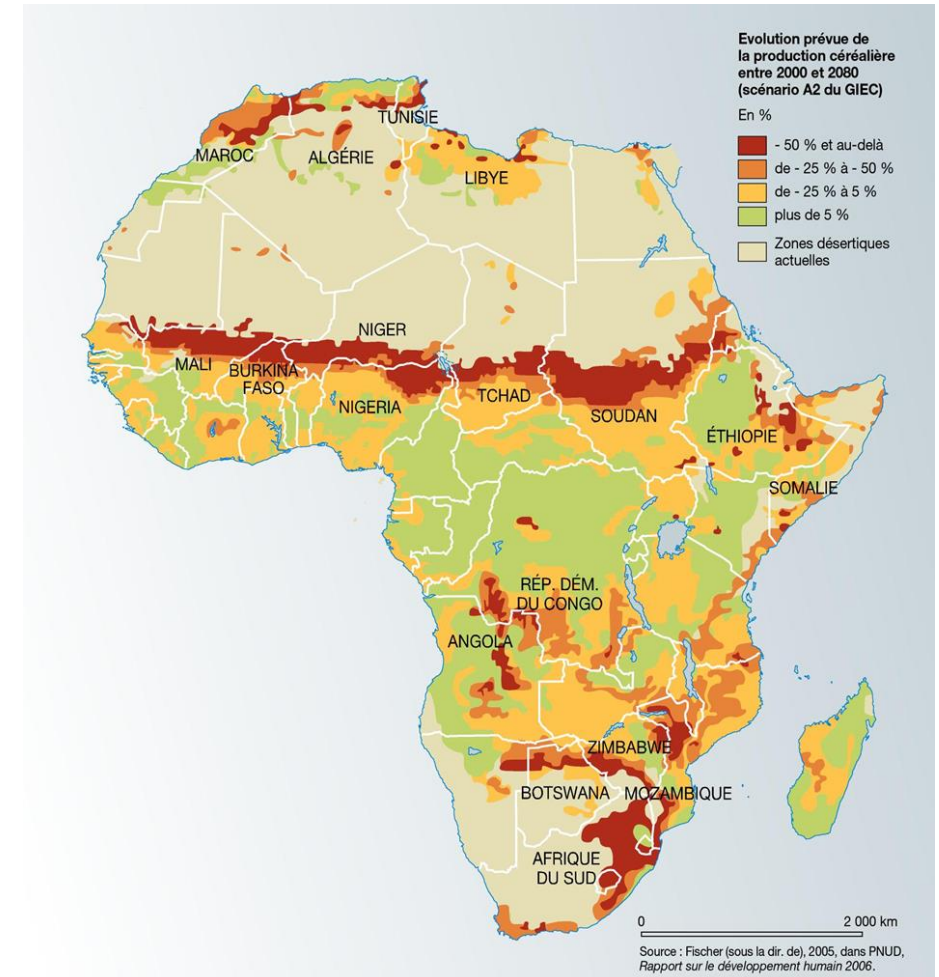 Evolution prévue de
la production céréalière
entre 2000 et 2080
(scénario A2 du GIEC)
En %
- 50 % et au-delà
de - 25 % à - 50 %
de - 25 % à 5 %
plus de 5 %
Zones désertiques
actuelles
TUNISIE
MAROC
ALGÉRIE
LIBYE
NIGER
MALI
BURKINA
FASO
NIGERIA
TCHAD
SOUDAN
ÉTHIOPIE
SOMALIE
RÉP. DÉM.
DU CONGO
ANGOLA
ZIMBABWE
BOTSWANA
MOZAMBIQUE
AFRIQUE
DU SUD
0
2 000 km
Source : Fischer (sous la dir. de), 2005, dans PNUD,
Rapport sur le développement humain 2006.